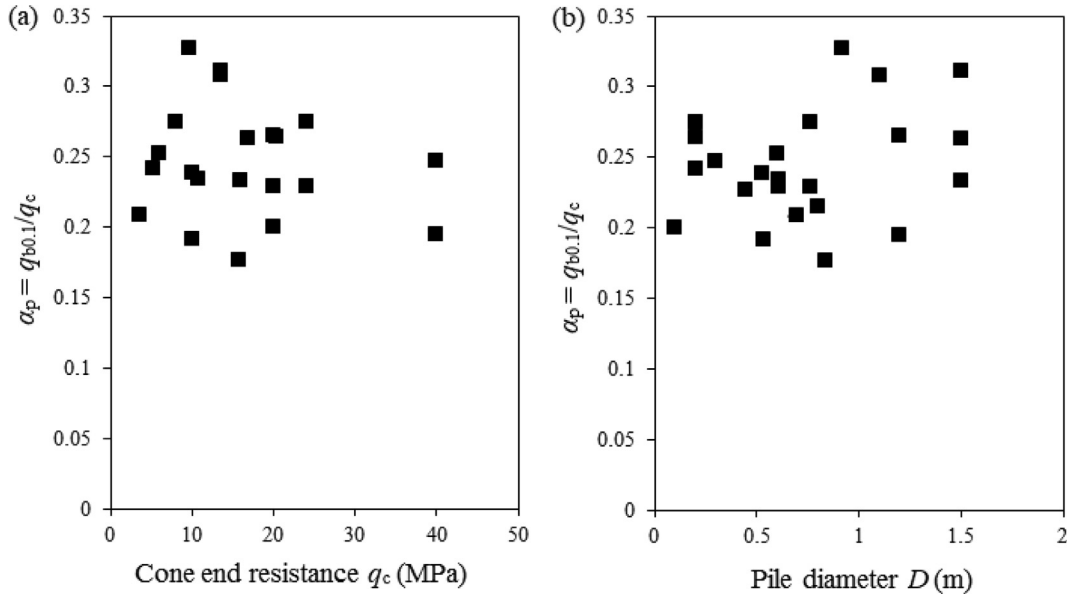 (a)
0.35
0.3
0.25
0.2
0.15
0.1
0.05
0
αp = qb0.1/qc
0 10 20 30 40 50
Cone end resistance qc (MPa)
(b)
0.35
0.3
0.25
0.2
0.15
0.1
0.05
0
αp = qb0.1/qc
0 0.5 1 1.5 2
Pile diameter D (m)